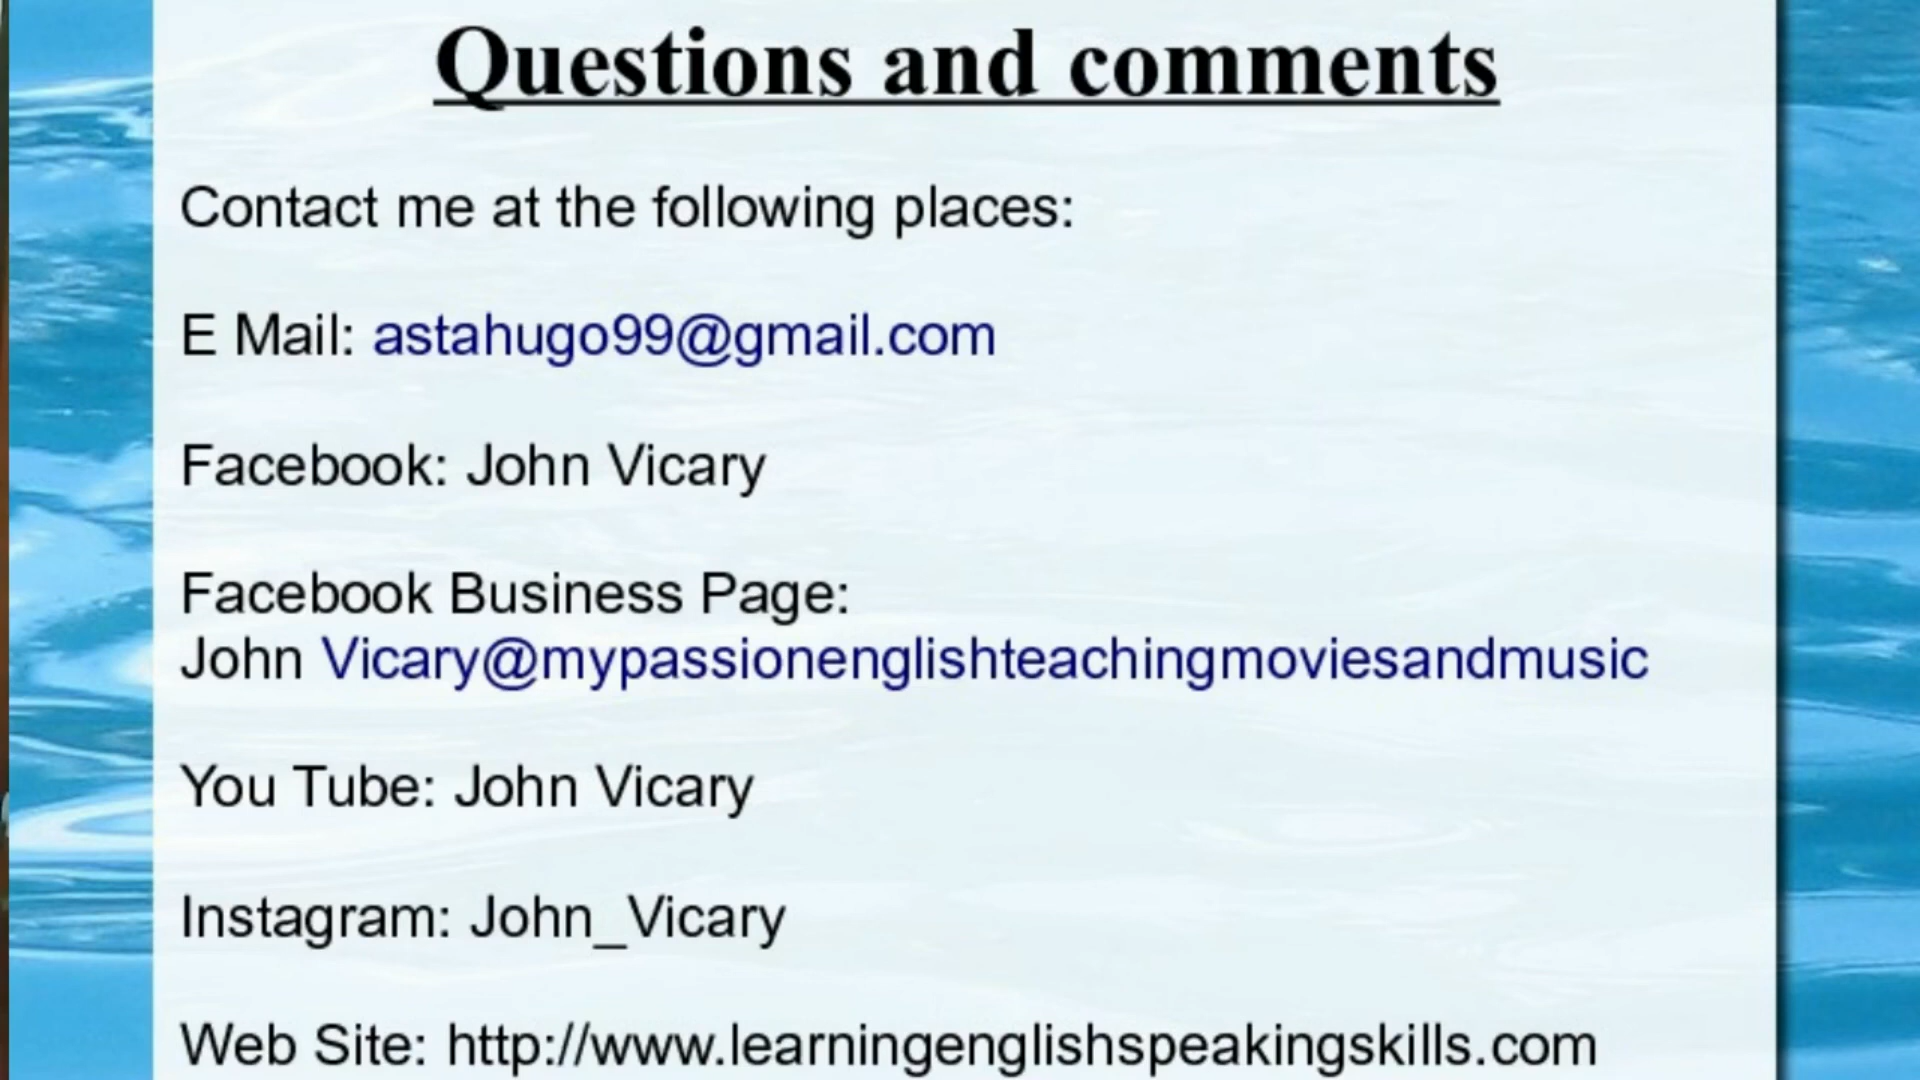 Questions and comments
Contact me at the following places:
E Mail: astahugo99@gmail.com
Facebook: John Vicary
Facebook Business Page:
John Vicary@mypassionenglishteachingmoviesandmusic
You Tube: John Vicary
Instagram: John_Vicary
Web Site: http://www.learningenglishspeakingskills.com